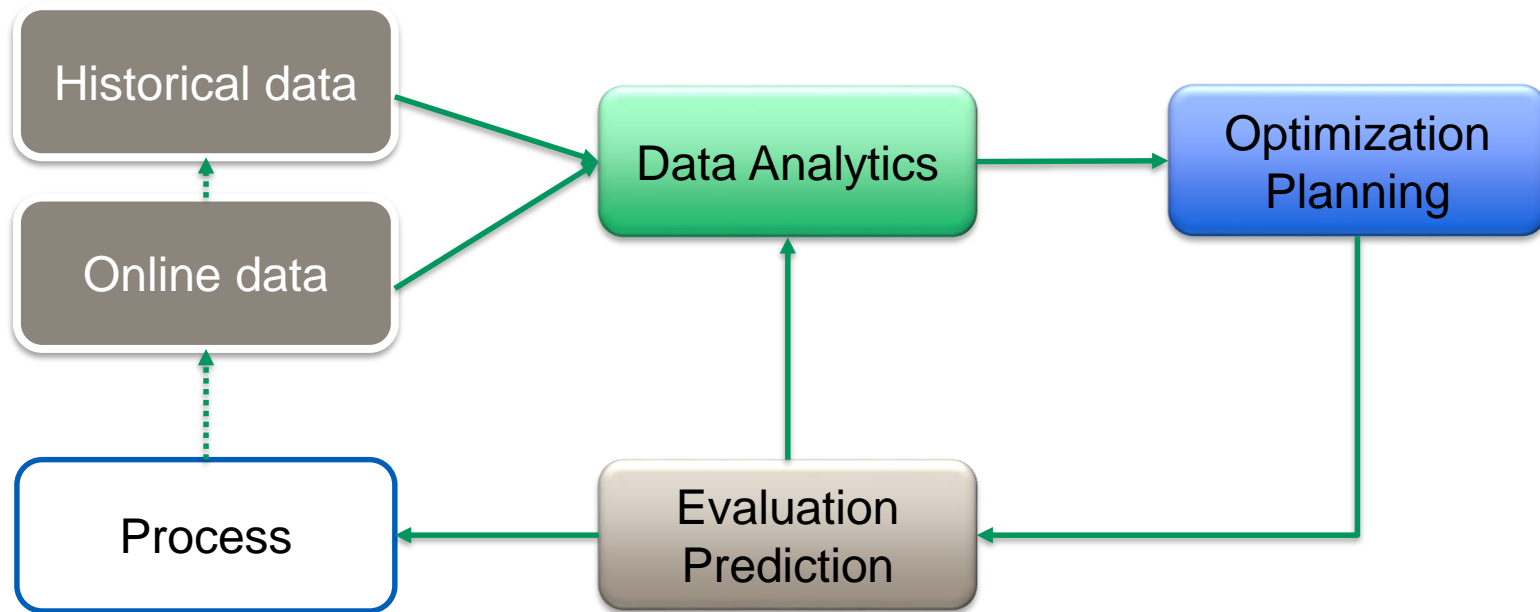 Historical data
Online data
Data Analytics
Optimization
Planning
Process
Evaluation
Prediction